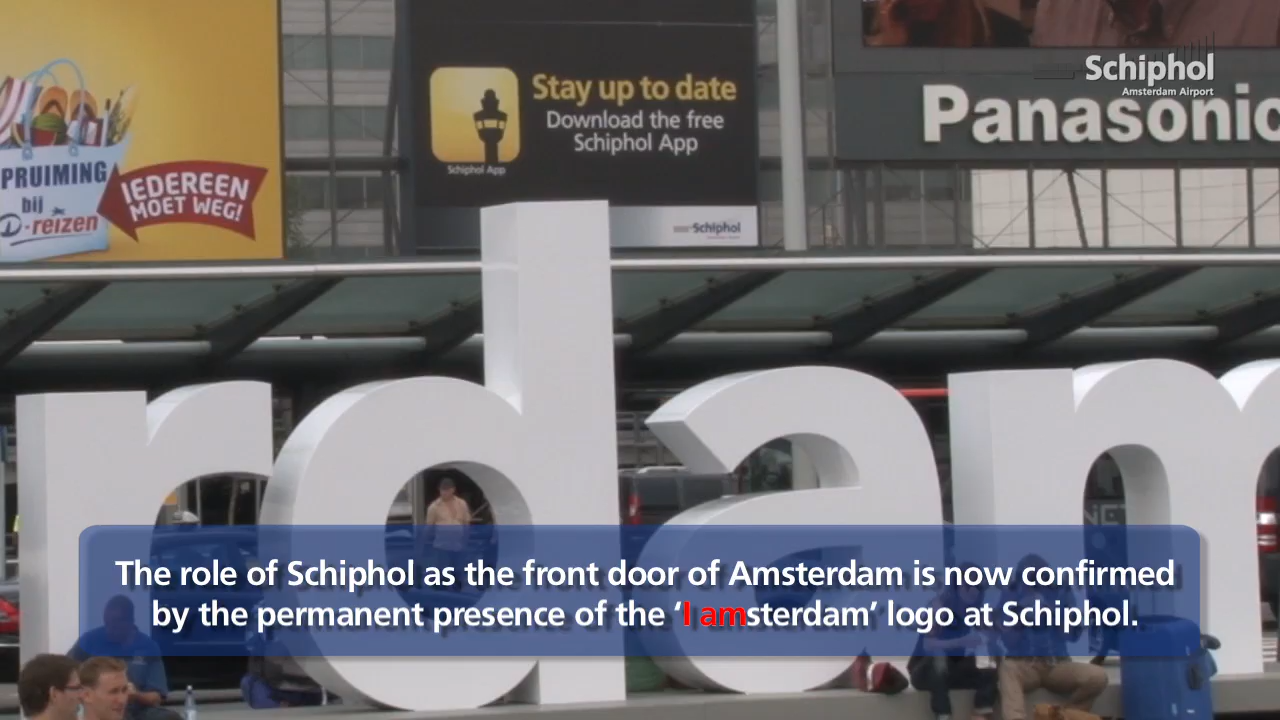 PRUIMING
bij
D-reizen
IEDEREEN
MOET WEG!
Stay up to date
Download the free
Schiphol App
Schiphol App
Schiphol
Schiphol
Amsterdam Airport
Panasonic
rdam
The role of Schiphol as the front door of Amsterdam is now confirmed
by the permanent presence of the ‘I amsterdam’ logo at Schiphol.